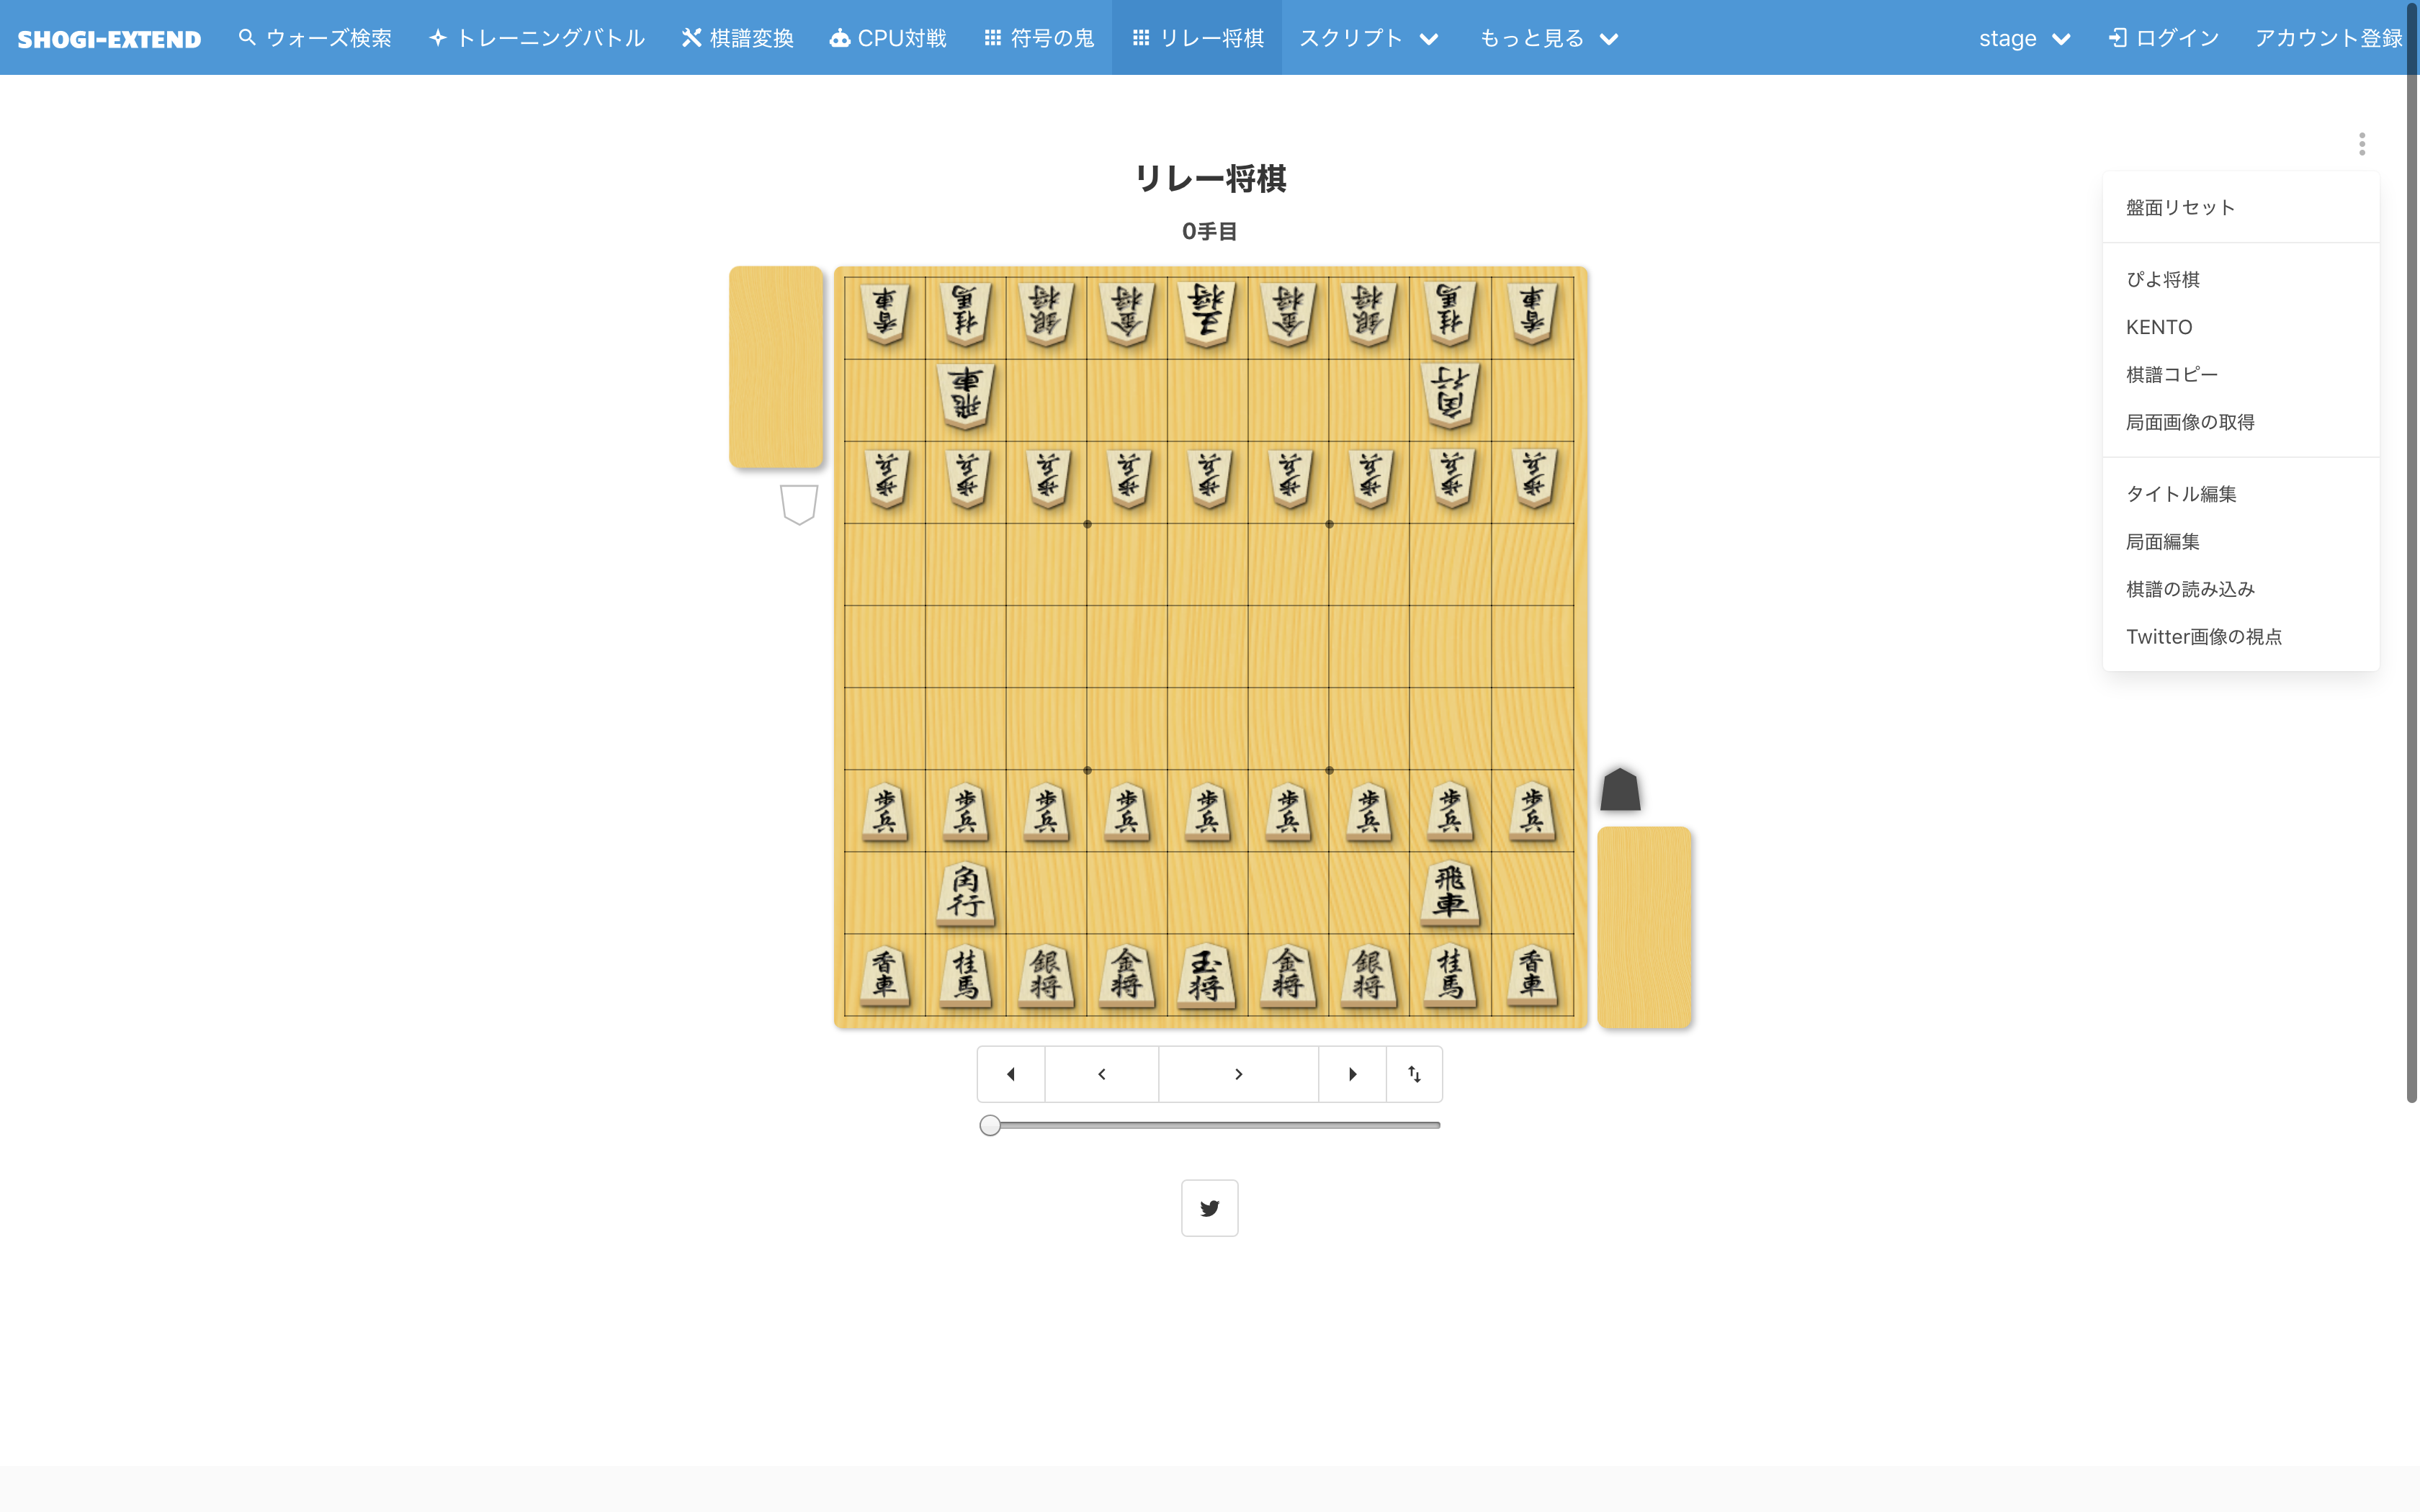 SHOGI-EXTEND ウォーズ検索 トレーニングバトル 棋譜変換 CPU対戦 符号の鬼 リレー将棋 スクリプト もっと見る stage ログイン アカウント登録
リレー将棋
0手目
盤面リセット
ぴよ将棋
KENTO
棋譜コピー
局面画像の取得
タイトル編集
局面編集
棋譜の読み込み
Twitter画像の視点
香車 桂馬 銀将 金将 王将 金将 銀将 桂馬 香車
飛車 角行
歩兵 歩兵 歩兵 歩兵 歩兵 歩兵 歩兵 歩兵 歩兵
歩兵 歩兵 歩兵 歩兵 歩兵 歩兵 歩兵 歩兵 歩兵
角行 飛車
香車 桂馬 銀将 金将 玉将 金将 銀将 桂馬 香車